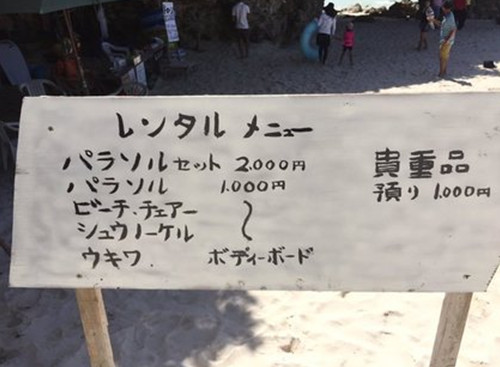 レンタル メニュー
パラソルセット 2.000円
パラソル 1.000円
ビーチ.チェアー
シュウノーケル
ウキワ. ボディーボード
貴重品
預り 1.000円